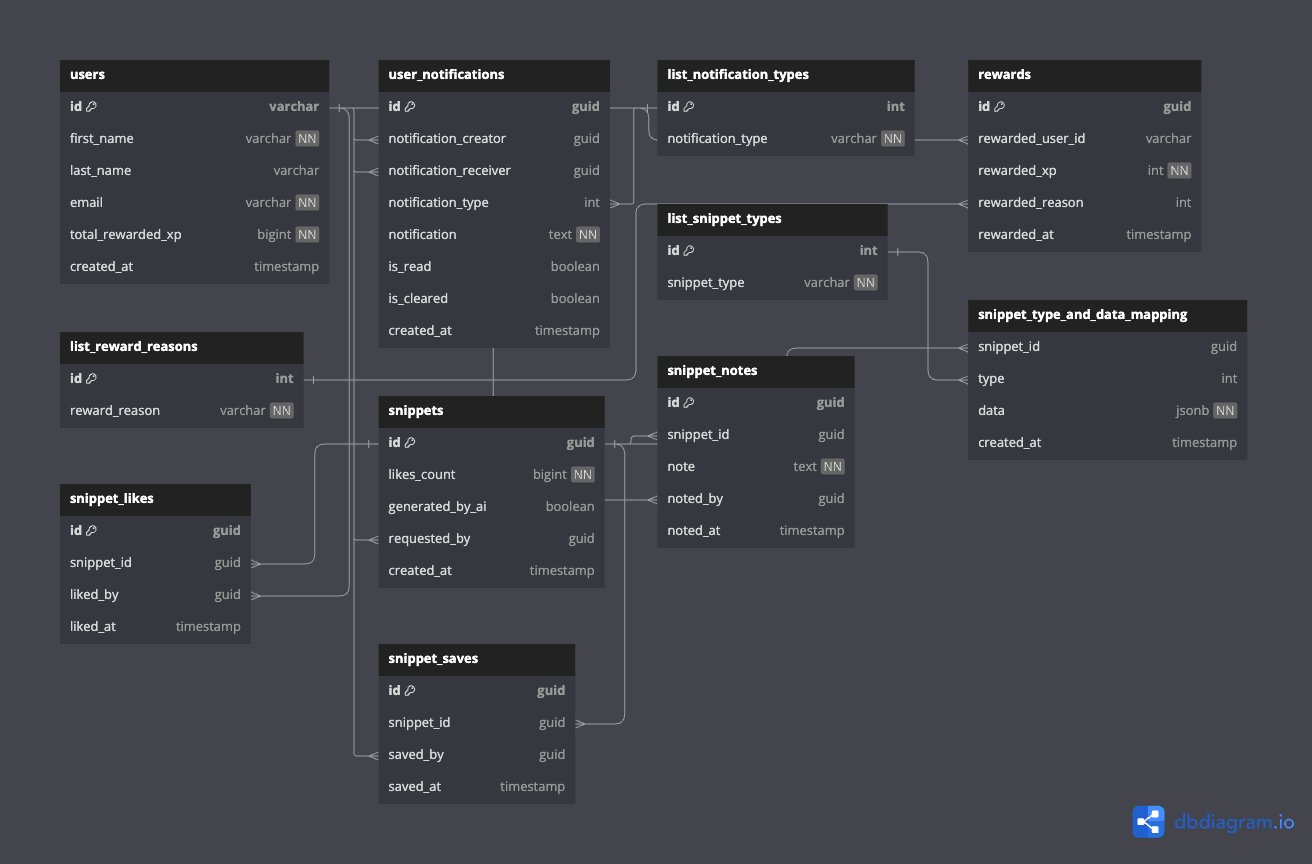 users
id varchar
first_name varchar NN
last_name varchar
email varchar NN
total_rewarded_xp bigint NN
created_at timestamp
user_notifications
id guid
notification_creator guid
notification_receiver guid
notification_type int
notification text NN
is_read boolean
is_cleared boolean
created_at timestamp
list_notification_types
id int
notification_type varchar NN
rewards
id guid
rewarded_user_id varchar
rewarded_xp int NN
rewarded_reason int
rewarded_at timestamp
list_snippet_types
id int
snippet_type varchar NN
snippet_type_and_data_mapping
snippet_id guid
type int
data jsonb NN
created_at timestamp
list_reward_reasons
id int
reward_reason varchar NN
snippets
id guid
likes_count bigint NN
generated_by_ai boolean
requested_by guid
created_at timestamp
snippet_notes
id guid
snippet_id guid
note text NN
noted_by guid
noted_at timestamp
snippet_likes
id guid
snippet_id guid
liked_by guid
liked_at timestamp
snippet_saves
id guid
snippet_id guid
saved_by guid
saved_at timestamp
dbdiagram.io